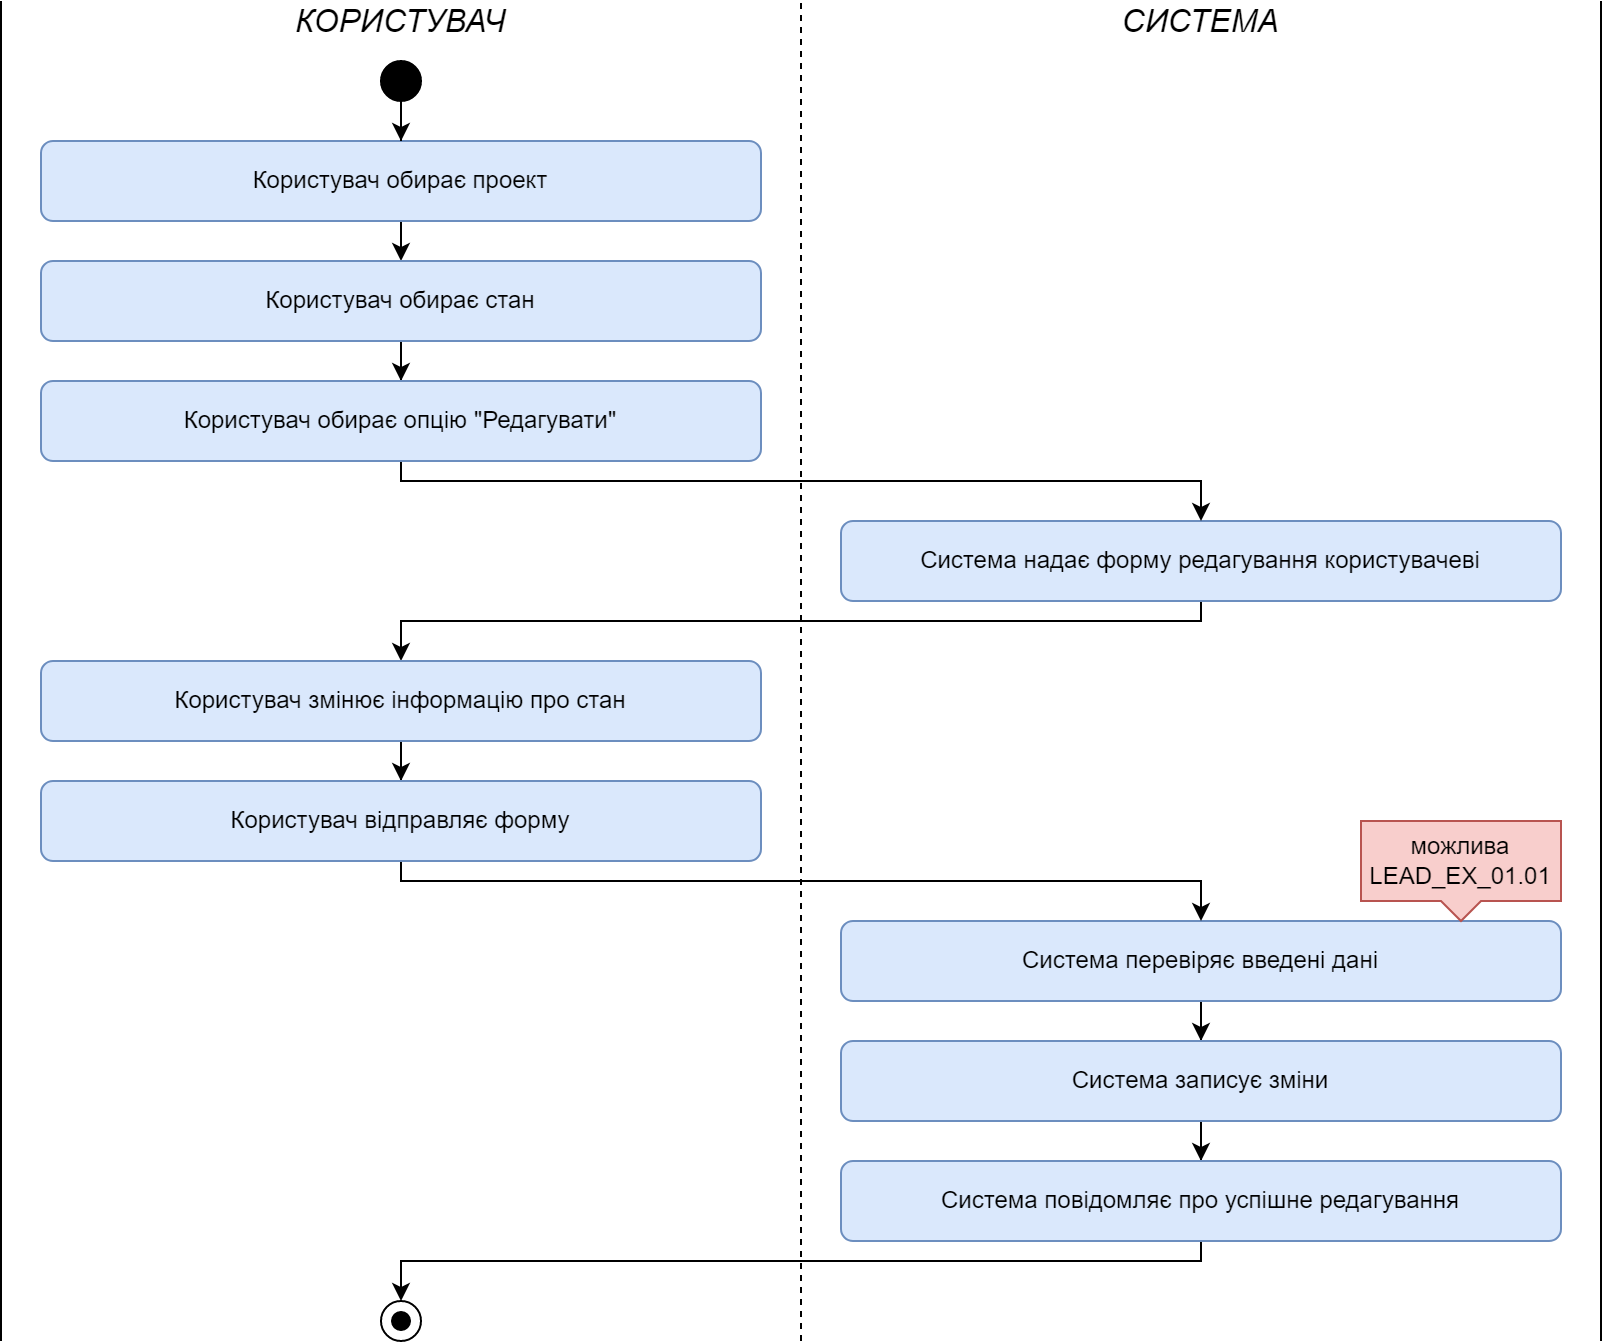 КОРИСТУВАЧ
СИСТЕМА
Користувач обирає проект
Користувач обирає стан
Користувач обирає опцію "Редагувати"
Система надає форму редагування користувачеві
Користувач змінює інформацію про стан
Користувач відправляє форму
можлива
LEAD_EX_01.01
Система перевіряє введені дані
Система записує зміни
Система повідомляє про успішне редагування